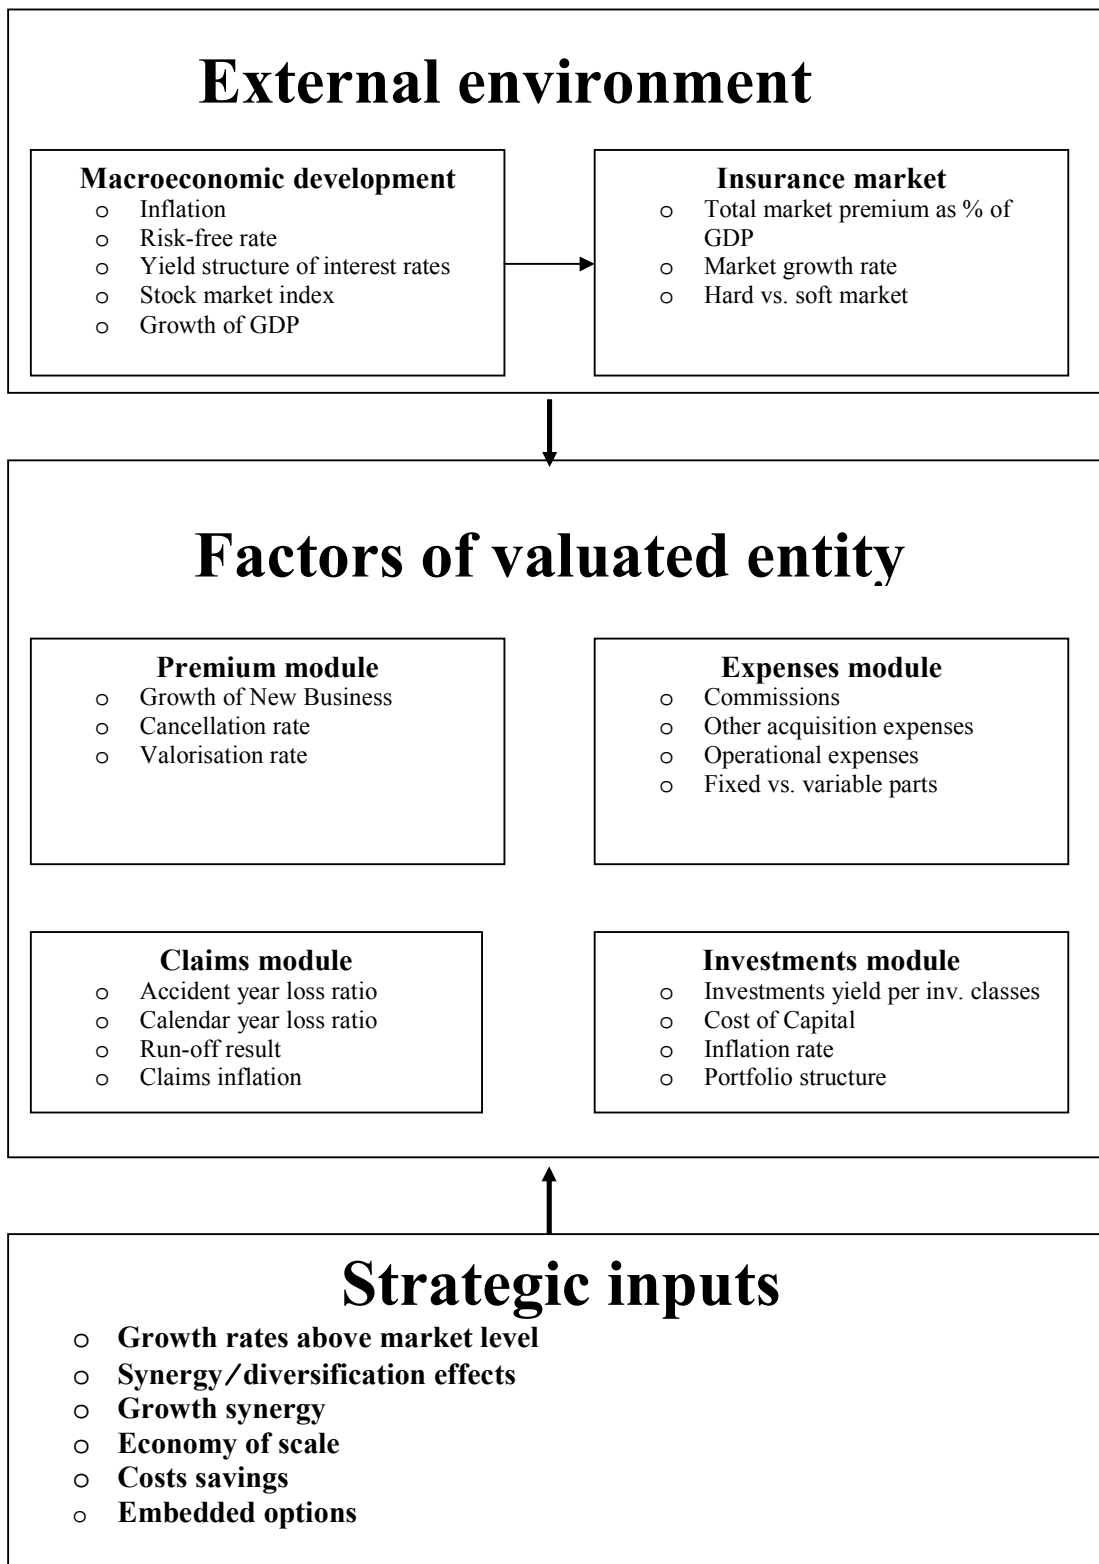 External environment
Macroeconomic development
o Inflation
o Risk-free rate
o Yield structure of interest rates
o Stock market index
o Growth of GDP
Insurance market
o Total market premium as % of
GDP
o Market growth rate
o Hard vs. soft market
Factors of valuated entity
Premium module
o Growth of New Business
o Cancellation rate
o Valorisation rate
Expenses module
o Commissions
o Other acquisition expenses
o Operational expenses
o Fixed vs. variable parts
Claims module
o Accident year loss ratio
o Calendar year loss ratio
o Run-off result
o Claims inflation
Investments module
o Investments yield per inv. classes
o Cost of Capital
o Inflation rate
o Portfolio structure
Strategic inputs
o Growth rates above market level
o Synergy/diversification effects
o Growth synergy
o Economy of scale
o Costs savings
o Embedded options